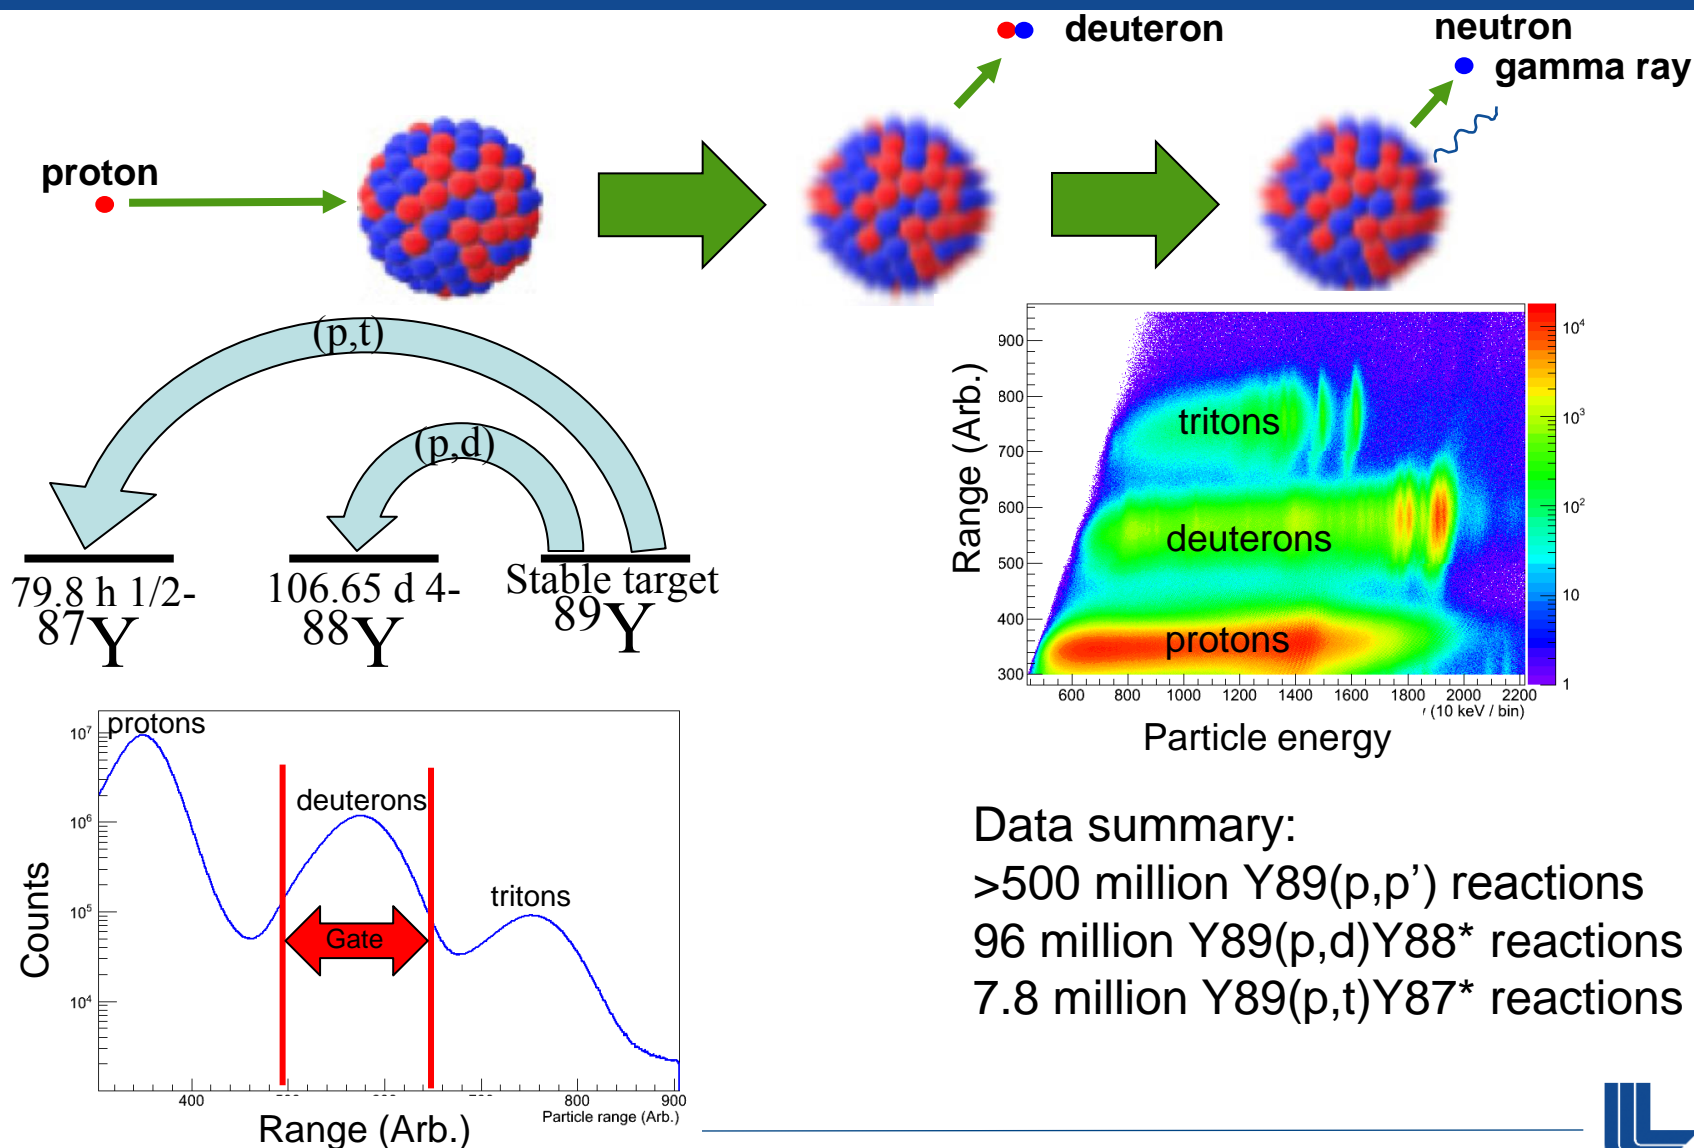 deuteron
neutron
gamma ray
proton
(p,t)
(p,d)
79.8 h 1/2-
87Y
106.65 d 4-
88Y
Stable target
89Y
Range (Arb.)
900
800
700
600
500
400
300
tritons
deuterons
protons
10⁴
10³
10²
10
1
600 800 1000 1200 1400 1600 1800 2000 2200
(10 keV / bin)
Particle energy
protons
deuterons
tritons
Gate
Counts
10⁷
10⁶
10⁵
10⁴
400 800 900
Particle range (Arb.)
Range (Arb.)
Data summary:
>500 million Y89(p,p’) reactions
96 million Y89(p,d)Y88* reactions
7.8 million Y89(p,t)Y87* reactions